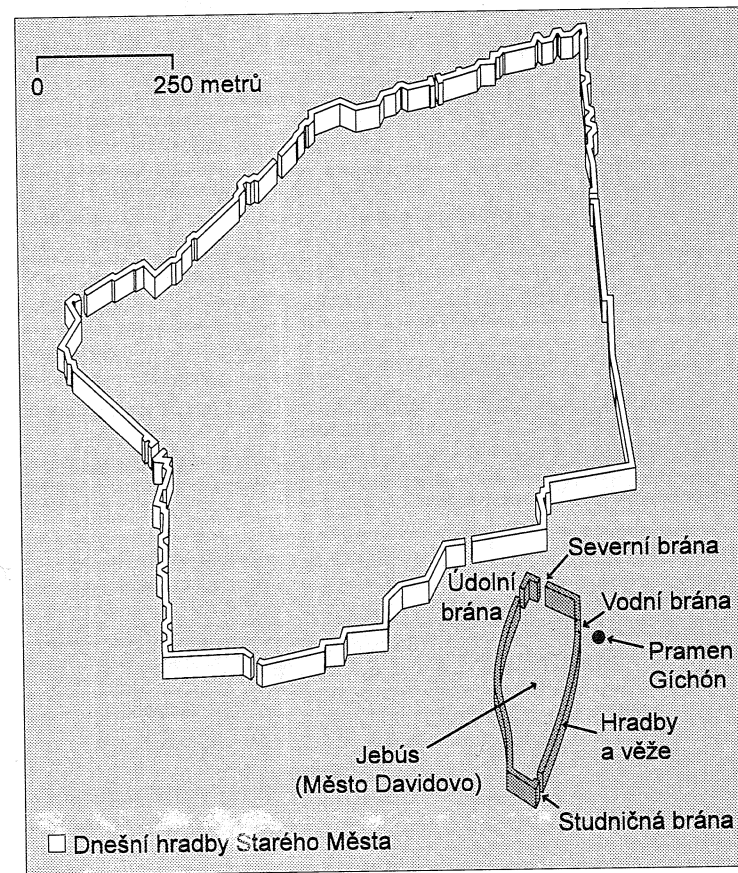 0
250 metrů
Severní brána
Údolní
brána
Vodní brána
Pramen
Gíchón
Hradby
a věže
Jebús
(Město Davidovo)
Studničná brána
Dnešní hradby Starého Města